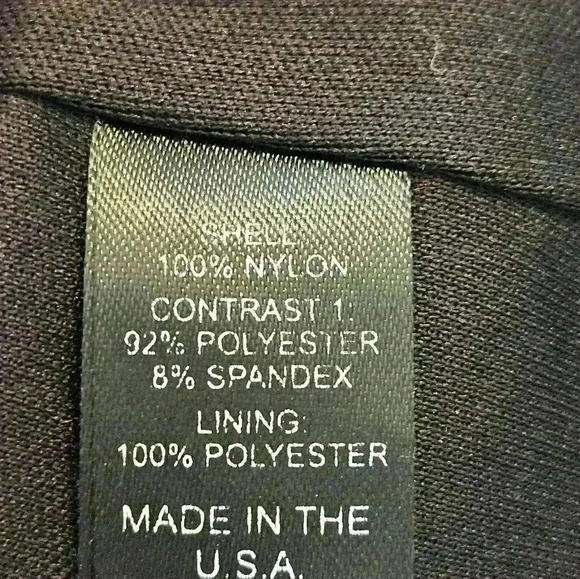 SHELL
100% NYLON
CONTRAST 1:
92% POLYESTER
8% SPANDEX
LINING:
100% POLYESTER
MADE IN THE
U.S.A.